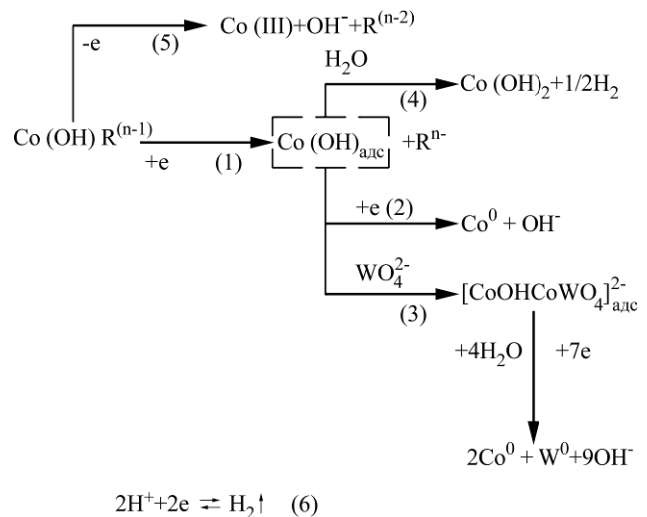 Co (III)+OH⁻+R⁽ⁿ⁻²⁾
-e (5)
H₂O
(4) Co (OH)₂+1/2H₂
Co (OH) R⁽ⁿ⁻¹⁾ +e (1) Co (OH)адс +Rⁿ⁻
+e (2) Co⁰ + OH⁻
WO₄²⁻
(3) [CoOHCoWO₄]²⁻адс
+4H₂O +7e
2Co⁰ + W⁰+9OH⁻
2H⁺+2e ⇄ H₂↑ (6)